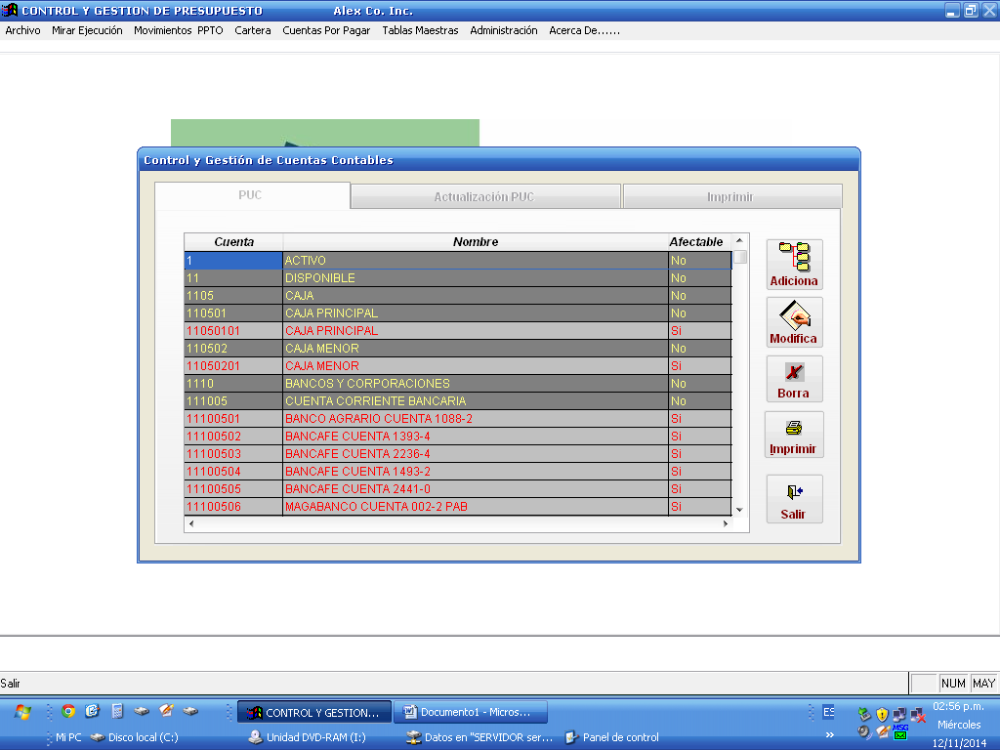 CONTROL Y GESTION DE PRESUPUESTO Alex Co. Inc.
Archivo Mirar Ejecución Movimientos PPTO Cartera Cuentas Por Pagar Tablas Maestras Administración Acerca De......
Control y Gestión de Cuentas Contables
PUC Actualización PUC Imprimir
Cuenta Nombre Afectable
1 ACTIVO No
11 DISPONIBLE No
1105 CAJA No
110501 CAJA PRINCIPAL No
11050101 CAJA PRINCIPAL Si
110502 CAJA MENOR No
11050201 CAJA MENOR Si
1110 BANCOS Y CORPORACIONES No
111005 CUENTA CORRIENTE BANCARIA No
11100501 BANCO AGRARIO CUENTA 1088-2 Si
11100502 BANCAFE CUENTA 1393-4 Si
11100503 BANCAFE CUENTA 2236-4 Si
11100504 BANCAFE CUENTA 1493-2 Si
11100505 BANCAFE CUENTA 2441-0 Si
11100506 MAGABANCO CUENTA 002-2 PAB Si
Adiciona
Modifica
Borra
Imprimir
Salir
Salir NUM MAY
CONTROL Y GESTION... Documento1 - Micros... ES 02:56 p.m.
Miércoles
Mi PC Disco local (C:) Unidad DVD-RAM (I:) Datos en "SERVIDOR ser... Panel de control » MSG
12/11/2014